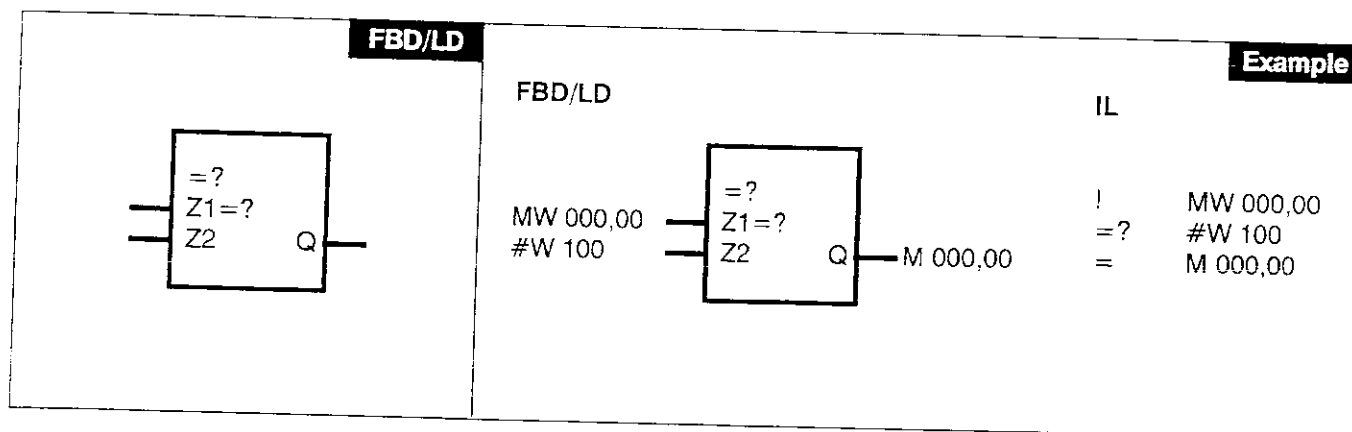 FBD/LD
=?
Z1=?
Z2 Q
Example
FBD/LD
MW 000,00
#W 100
=?
Z1=?
Z2 Q
M 000,00
IL
! MW 000,00
=? #W 100
= M 000,00